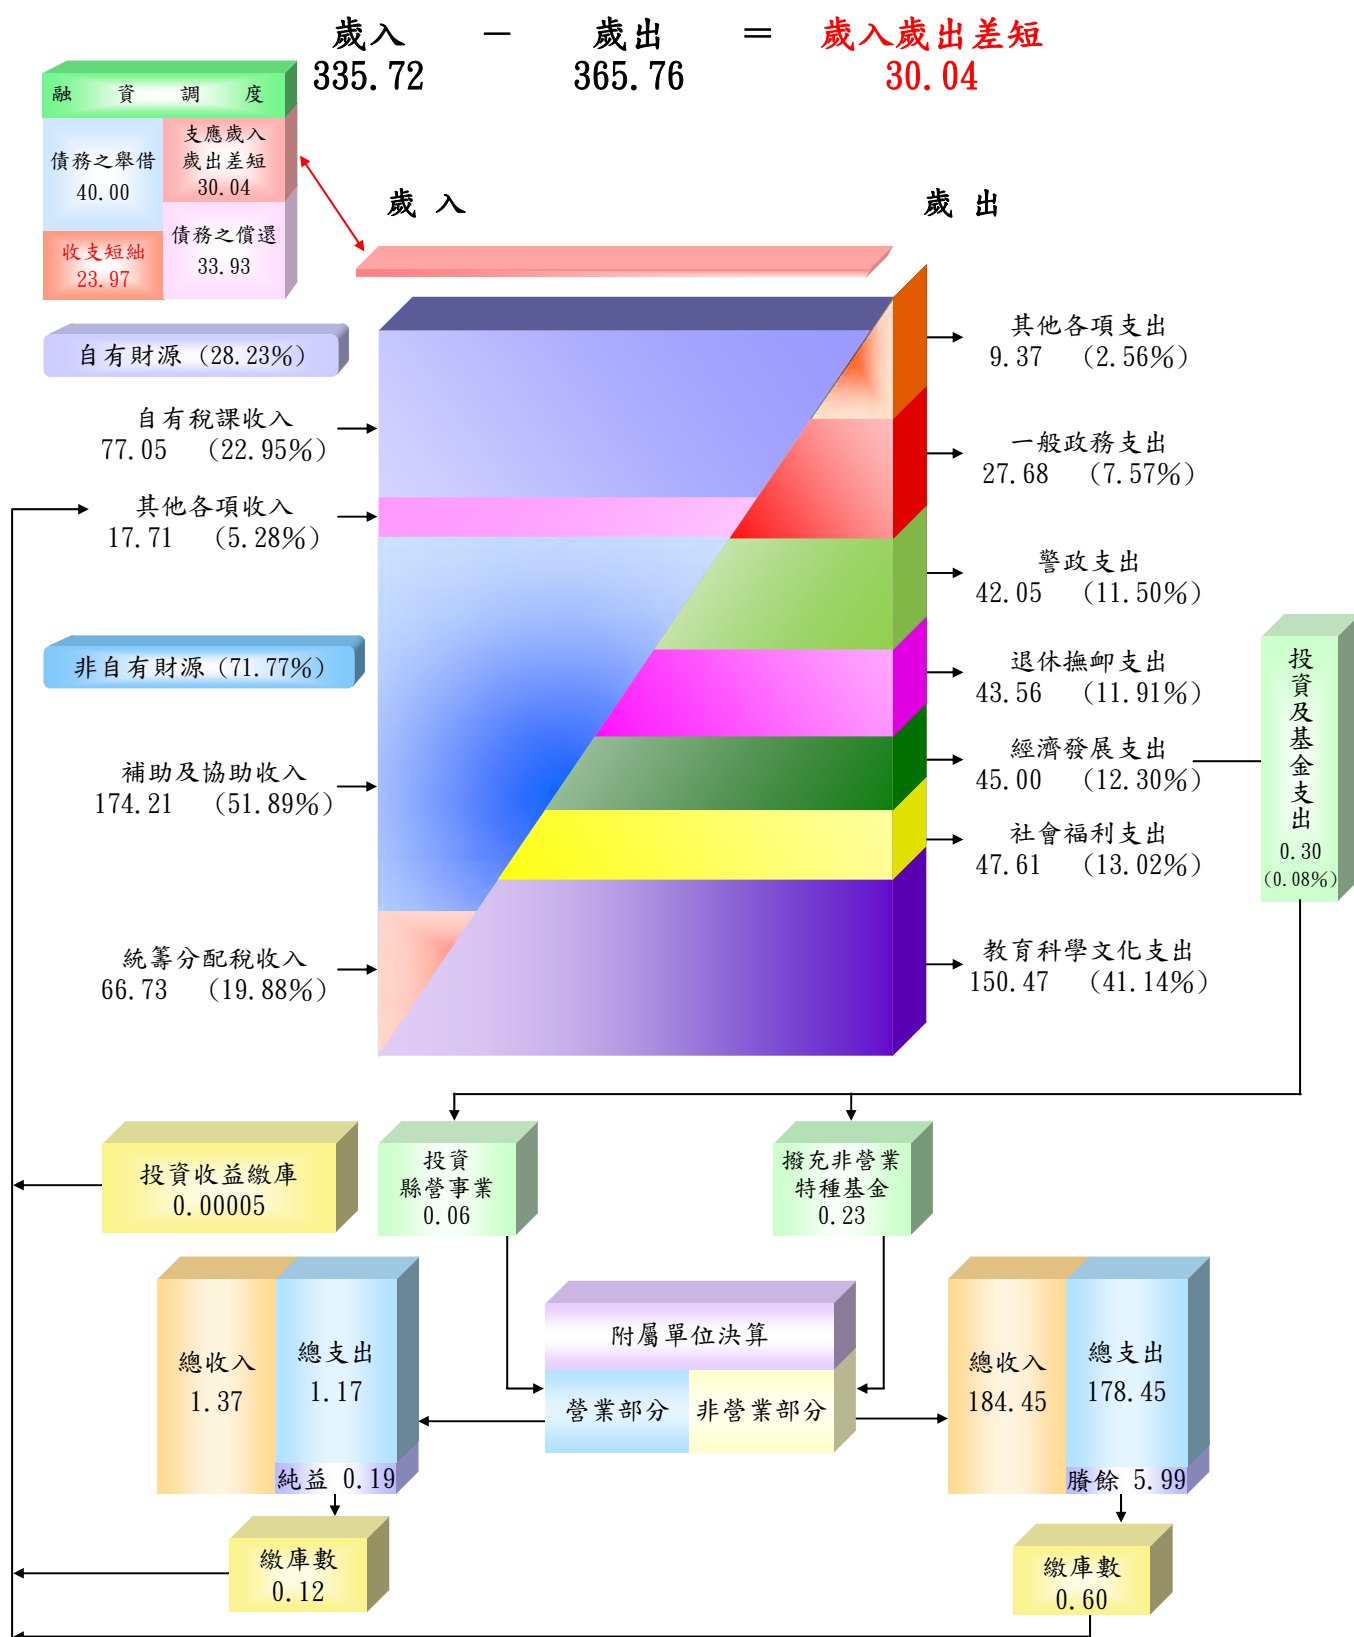 歲入 － 歲出 ＝ 歲入歲出差短
335.72 365.76 30.04
融資調度
債務之舉借
40.00
支應歲入
歲出差短
30.04
收支短絀
23.97
債務之償還
33.93
歲入
歲出
自有財源 (28.23%)
自有稅課收入
77.05 (22.95%)
其他各項收入
17.71 (5.28%)
非自有財源 (71.77%)
補助及協助收入
174.21 (51.89%)
統籌分配稅收入
66.73 (19.88%)
其他各項支出
9.37 (2.56%)
一般政務支出
27.68 (7.57%)
警政支出
42.05 (11.50%)
退休撫卹支出
43.56 (11.91%)
經濟發展支出
45.00 (12.30%)
社會福利支出
47.61 (13.02%)
教育科學文化支出
150.47 (41.14%)
投資及基金支出
0.30
(0.08%)
投資收益繳庫
0.00005
投資
縣營事業
0.06
撥充非營業
特種基金
0.23
總收入
1.37
總支出
1.17
純益 0.19
繳庫數
0.12
附屬單位決算
營業部分
非營業部分
總收入
184.45
總支出
178.45
賸餘 5.99
繳庫數
0.60